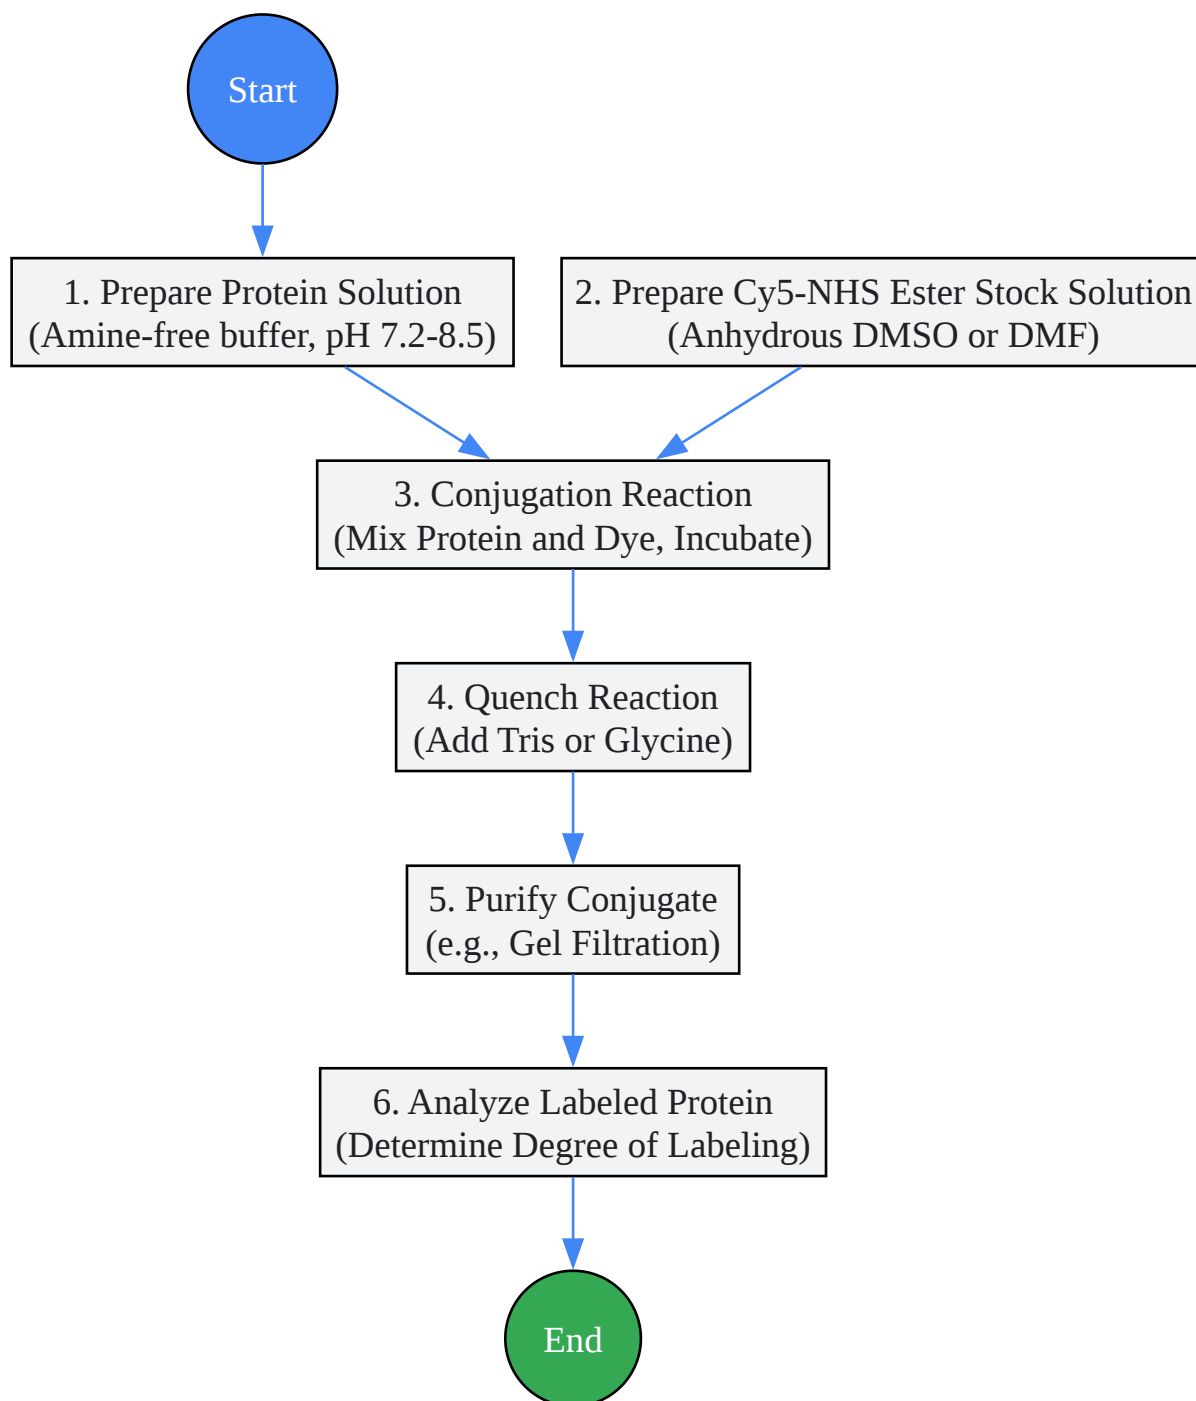 Start
1. Prepare Protein Solution
(Amine-free buffer, pH 7.2-8.5)
2. Prepare Cy5-NHS Ester Stock Solution
(Anhydrous DMSO or DMF)
3. Conjugation Reaction
(Mix Protein and Dye, Incubate)
4. Quench Reaction
(Add Tris or Glycine)
5. Purify Conjugate
(e.g., Gel Filtration)
6. Analyze Labeled Protein
(Determine Degree of Labeling)
End